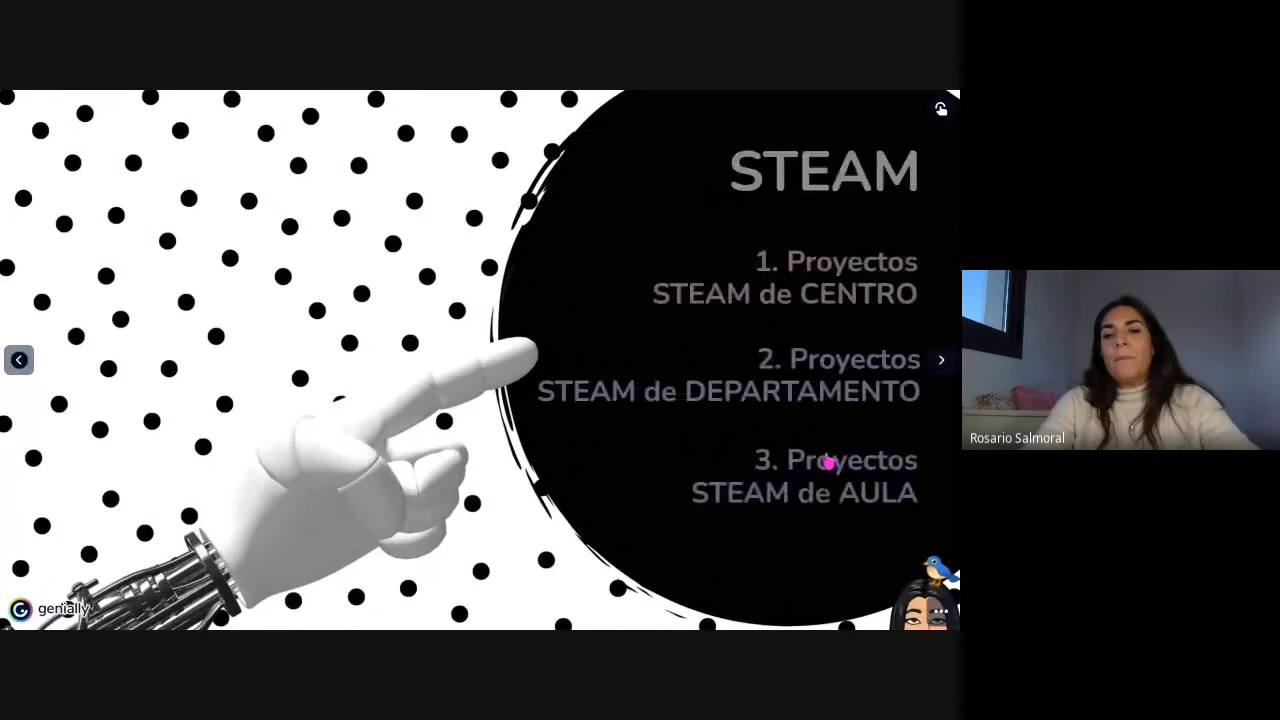 STEAM
1. Proyectos
STEAM de CENTRO
2. Proyectos
STEAM de DEPARTAMENTO
3. Proyectos
STEAM de AULA
genially
Rosario Salmoral